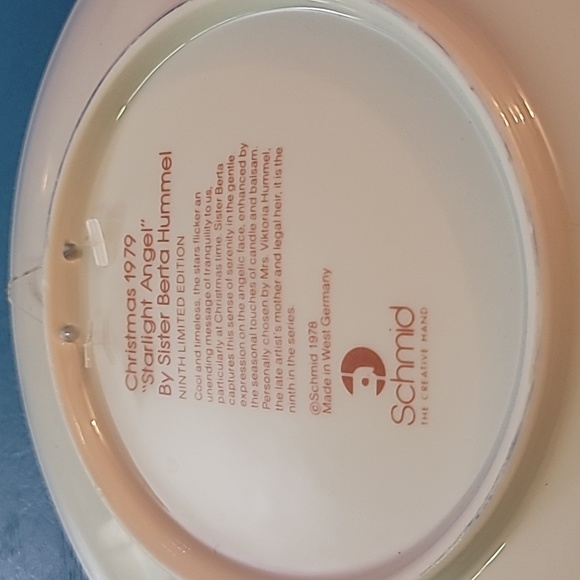 Christmas 1979
"Starlight Angel"
By Sister Berta Hummel
NINTH LIMITED EDITION
Cool and timeless, the stars flicker an
unending message of tranquility to us,
particularly at Christmas time. Sister Berta
captures this sense of serenity in the gentle
expression on the angelic face, enhanced by
the seasonal touches of candle and balsam.
Personally chosen by Mrs. Viktoria Hummel,
the late artist's mother and legal heir, it is the
ninth in the series.
©Schmid 1978
Made in West Germany
Schmid
THE CREATIVE HAND